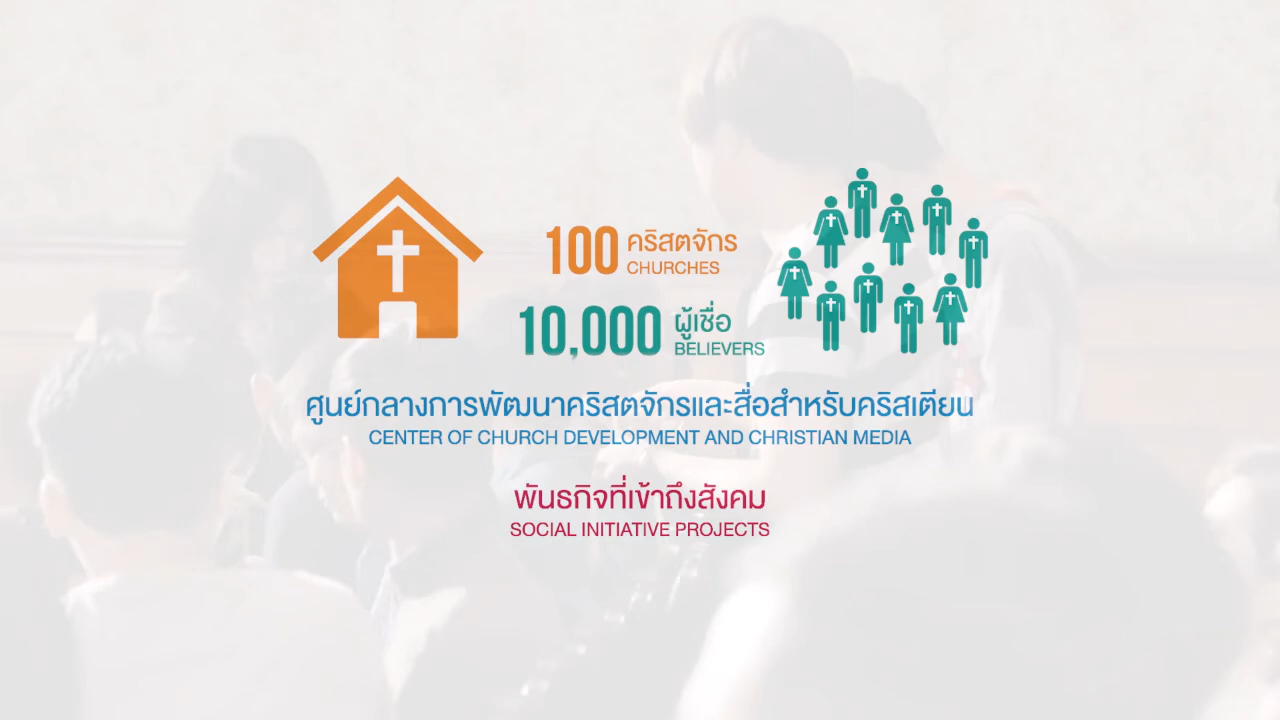 100 คริสตจักร
CHURCHES
10,000 ผู้เชื่อ
BELIEVERS
ศูนย์กลางการพัฒนาคริสตจักรและสื่อสำหรับคริสเตียน
CENTER OF CHURCH DEVELOPMENT AND CHRISTIAN MEDIA
พันธกิจที่เข้าถึงสังคม
SOCIAL INITIATIVE PROJECTS